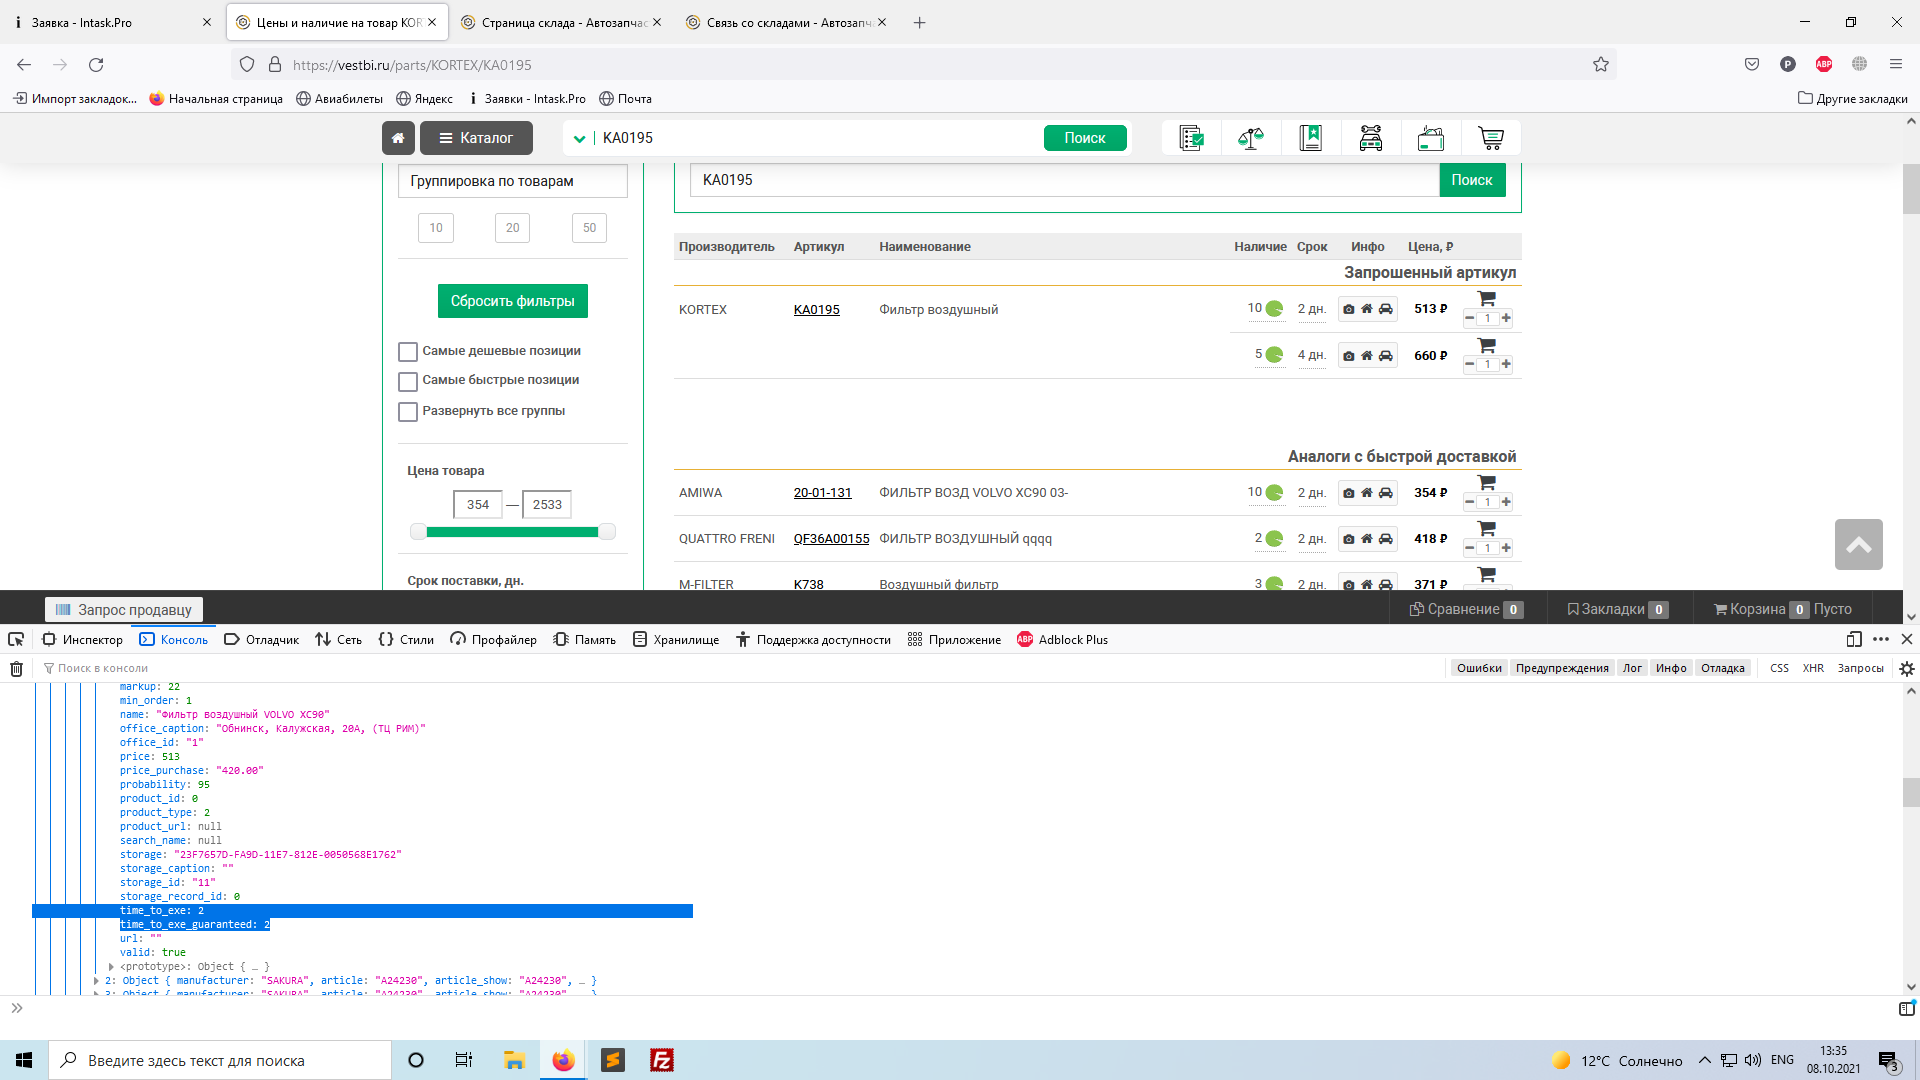 Заявка - Intask.Pro
Цены и наличие на товар KOR
Страница склада - Автозапчас
Связь со складами - Автозапча
https://vestbi.ru/parts/KORTEX/KA0195
Импорт закладок...
Начальная страница
Авиабилеты
Яндекс
Заявки - Intask.Pro
Почта
Другие закладки
Каталог
KA0195
Поиск
Группировка по товарам
10
20
50
Сбросить фильтры
Самые дешевые позиции
Самые быстрые позиции
Развернуть все группы
Цена товара
354 — 2533
Срок поставки, дн.
KA0195
Поиск
Производитель Артикул Наименование Наличие Срок Инфо Цена, ₽
Запрошенный артикул
KORTEX KA0195 Фильтр воздушный 10 2 дн. 513 ₽ 1
5 4 дн. 660 ₽ 1
Аналоги с быстрой доставкой
AMIWA 20-01-131 ФИЛЬТР ВОЗД VOLVO XC90 03- 10 2 дн. 354 ₽ 1
QUATTRO FRENI QF36A00155 ФИЛЬТР ВОЗДУШНЫЙ qqqq 2 2 дн. 418 ₽ 1
M-FILTER K738 Воздушный фильтр 3 2 дн. 371 ₽
Запрос продавцу
Сравнение 0
Закладки 0
Корзина 0 Пусто
Инспектор
Консоль
Отладчик
Сеть
Стили
Профайлер
Память
Хранилище
Поддержка доступности
Приложение
ABP Adblock Plus
Поиск в консоли
Ошибки
Предупреждения
Лог
Инфо
Отладка
CSS
XHR
Запросы
markup: 22
min_order: 1
name: "Фильтр воздушный VOLVO XC90"
office_caption: "Обнинск, Калужская, 20А, (ТЦ РИМ)"
office_id: "1"
price: 513
price_purchase: "420.00"
probability: 95
product_id: 0
product_type: 2
product_url: null
search_name: null
storage: "23F7657D-FA9D-11E7-812E-0050568E1762"
storage_caption: ""
storage_id: "11"
storage_record_id: 0
time_to_exe: 2
time_to_exe_guaranteed: 2
url: ""
valid: true
<prototype>: Object { … }
2: Object { manufacturer: "SAKURA", article: "A24230", article_show: "A24230", … }
3: Object { manufacturer: "SAKURA", article: "A24230", article_show: "A24230", … }
Введите здесь текст для поиска
12°C Солнечно
ENG
13:35
08.10.2021
3